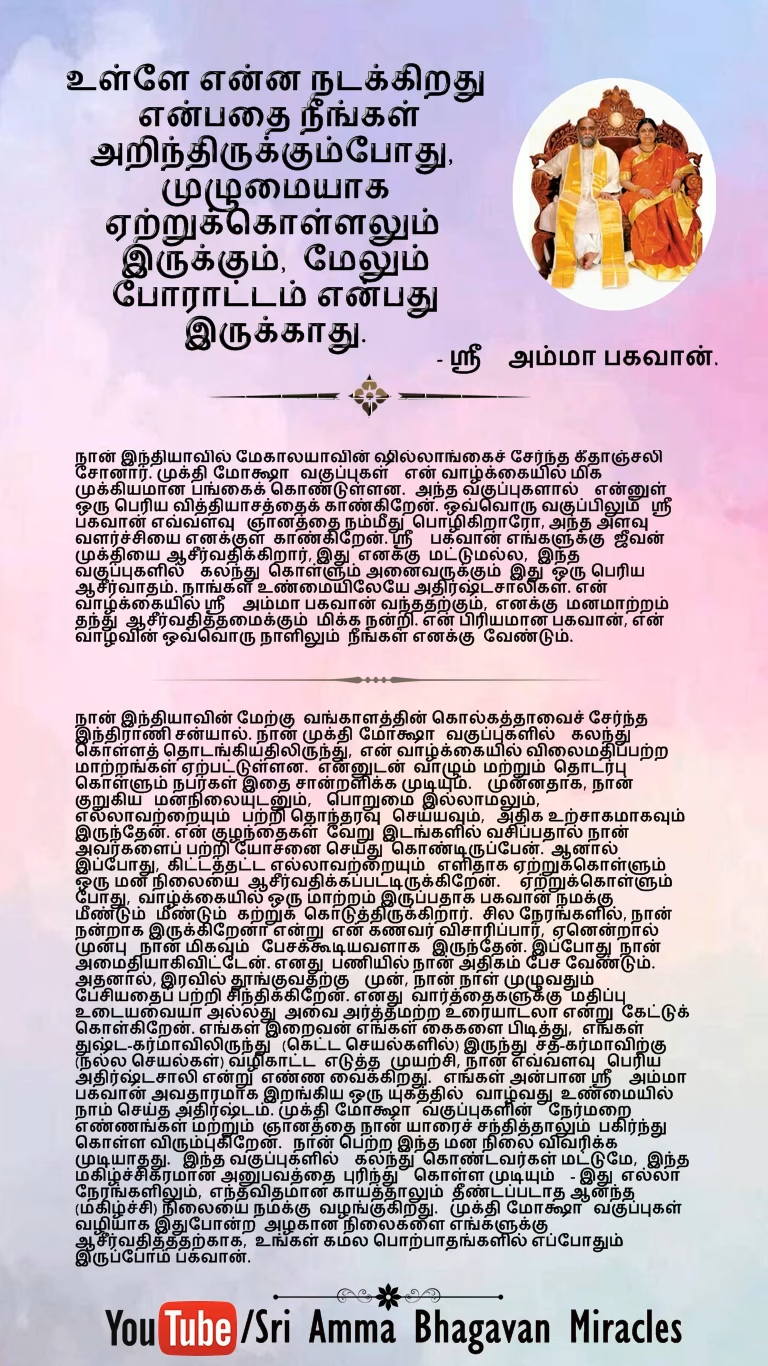 உள்ளே என்ன நடக்கிறது
என்பதை நீங்கள்
அறிந்திருக்கும்போது,
முழுமையாக
ஏற்றுக்கொள்ளலும்
இருக்கும், மேலும்
போராட்டம் என்பது
இருக்காது.
- ஸ்ரீ அம்மா பகவான்.
நான் இந்தியாவில் மேகாலயாவின் ஷில்லாங்கைச் சேர்ந்த கீதாஞ்சலி
சோனார். முக்தி மோக்ஷா வகுப்புகள் என் வாழ்க்கையில் மிக
முக்கியமான பங்கைக் கொண்டுள்ளன. அந்த வகுப்புகளால் என்னுள்
ஒரு பெரிய வித்தியாசத்தைக் காண்கிறேன். ஒவ்வொரு வகுப்பிலும் ஸ்ரீ
பகவான் எவ்வளவு ஞானத்தை நம்மீது பொழிகிறாரோ, அந்த அளவு
வளர்ச்சியை எனக்குள் காண்கிறேன். ஸ்ரீ பகவான் எங்களுக்கு ஜீவன்
முக்தியை ஆசீர்வதிக்கிறார், இது எனக்கு மட்டுமல்ல, இந்த
வகுப்புகளில் கலந்து கொள்ளும் அனைவருக்கும் இது ஒரு பெரிய
ஆசீர்வாதம். நாங்கள் உண்மையிலேயே அதிர்ஷ்டசாலிகள். என்
வாழ்க்கையில் ஸ்ரீ அம்மா பகவான் வந்ததற்கும், எனக்கு மனமாற்றம்
தந்து ஆசீர்வதித்தமைக்கும் மிக்க நன்றி. என் பிரியமான பகவான், என்
வாழ்வின் ஒவ்வொரு நாளிலும் நீங்கள் எனக்கு வேண்டும்.
நான் இந்தியாவின் மேற்கு வங்காளத்தின் கொல்கத்தாவைச் சேர்ந்த
இந்திராணி சன்யால். நான் முக்தி மோக்ஷா வகுப்புகளில் கலந்து
கொள்ளத் தொடங்கியதிலிருந்து, என் வாழ்க்கையில் விலைமதிப்பற்ற
மாற்றங்கள் ஏற்பட்டுள்ளன. என்னுடன் வாழும் மற்றும் தொடர்பு
கொள்ளும் நபர்கள் இதை சான்றளிக்க முடியும். முன்னதாக, நான்
குறுகிய மனநிலையுடனும், பொறுமை இல்லாமலும்,
எல்லாவற்றையும் பற்றி தொந்தரவு செய்யவும், அதிக உற்சாகமாகவும்
இருந்தேன். என் குழந்தைகள் வேறு இடங்களில் வசிப்பதால் நான்
அவர்களைப் பற்றி யோசனை செய்து கொண்டிருப்பேன். ஆனால்
இப்போது, கிட்டத்தட்ட எல்லாவற்றையும் எளிதாக ஏற்றுக்கொள்ளும்
ஒரு மன நிலையை ஆசீர்வதிக்கப்பட்டிருக்கிறேன். ஏற்றுக்கொள்ளும்
போது, வாழ்க்கையில் ஒரு மாற்றம் இருப்பதாக பகவான் நமக்கு
மீண்டும் மீண்டும் கற்றுக் கொடுத்திருக்கிறார். சில நேரங்களில், நான்
நன்றாக இருக்கிறேனா என்று என் கணவர் விசாரிப்பார், ஏனென்றால்
முன்பு நான் மிகவும் பேசக்கூடியவளாக இருந்தேன். இப்போது நான்
அமைதியாகிவிட்டேன். எனது பணியில் நான் அதிகம் பேச வேண்டும்.
அதனால், இரவில் தூங்குவதற்கு முன், நான் நாள் முழுவதும்
பேசியதைப் பற்றி சிந்திக்கிறேன். எனது வார்த்தைகளுக்கு மதிப்பு
உடையவையா அல்லது அவை அர்த்தமற்ற உரையாடலா என்று கேட்டுக்
கொள்கிறேன். எங்கள் இறைவன் எங்கள் கைகளை பிடித்து, எங்கள்
துஷ்ட-கர்மாவிலிருந்து (கெட்ட செயல்களில்) இருந்து சத்-கர்மாவிற்கு
(நல்ல செயல்கள்) வழிகாட்ட எடுத்த முயற்சி, நான் எவ்வளவு பெரிய
அதிர்ஷ்டசாலி என்று எண்ண வைக்கிறது. எங்கள் அன்பான ஸ்ரீ அம்மா
பகவான் அவதாரமாக இறங்கிய ஒரு யுகத்தில் வாழ்வது உண்மையில்
நாம் செய்த அதிர்ஷ்டம். முக்தி மோக்ஷா வகுப்புகளின் நேர்மறை
எண்ணங்கள் மற்றும் ஞானத்தை நான் யாரைச் சந்தித்தாலும் பகிர்ந்து
கொள்ள விரும்புகிறேன். நான் பெற்ற இந்த மன நிலை விவரிக்க
முடியாதது. இந்த வகுப்புகளில் கலந்து கொண்டவர்கள் மட்டுமே, இந்த
மகிழ்ச்சிகரமான அனுபவத்தை புரிந்து கொள்ள முடியும் - இது எல்லா
நேரங்களிலும், எந்தவிதமான காயத்தாலும் தீண்டப்படாத ஆனந்த
(மகிழ்ச்சி) நிலையை நமக்கு வழங்குகிறது. முக்தி மோக்ஷா வகுப்புகள்
வழியாக இதுபோன்ற அழகான நிலைகளை எங்களுக்கு
ஆசீர்வதித்த்தற்காக, உங்கள் கமல பொற்பாதங்களில் எப்போதும்
இருப்போம் பகவான்.
YouTube/Sri Amma Bhagavan Miracles